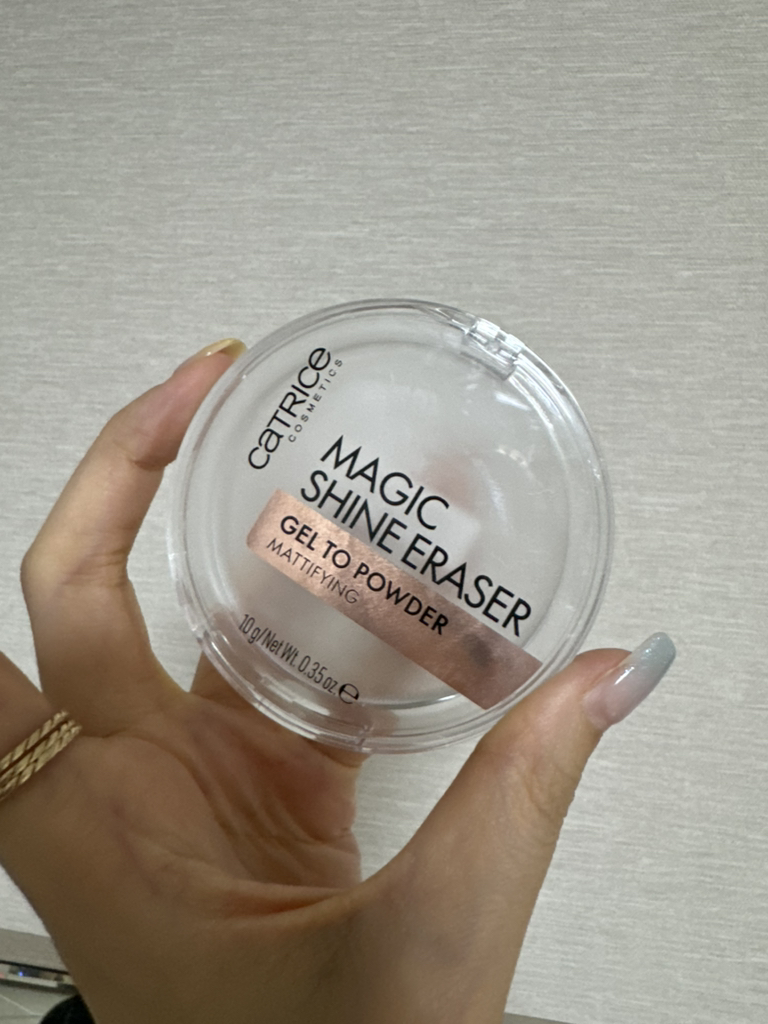 CATRICE
COSMETICS
MAGIC
SHINE ERASER
GEL TO POWDER
MATTIFYING
10 g/Net Wt. 0.35 oz ℮